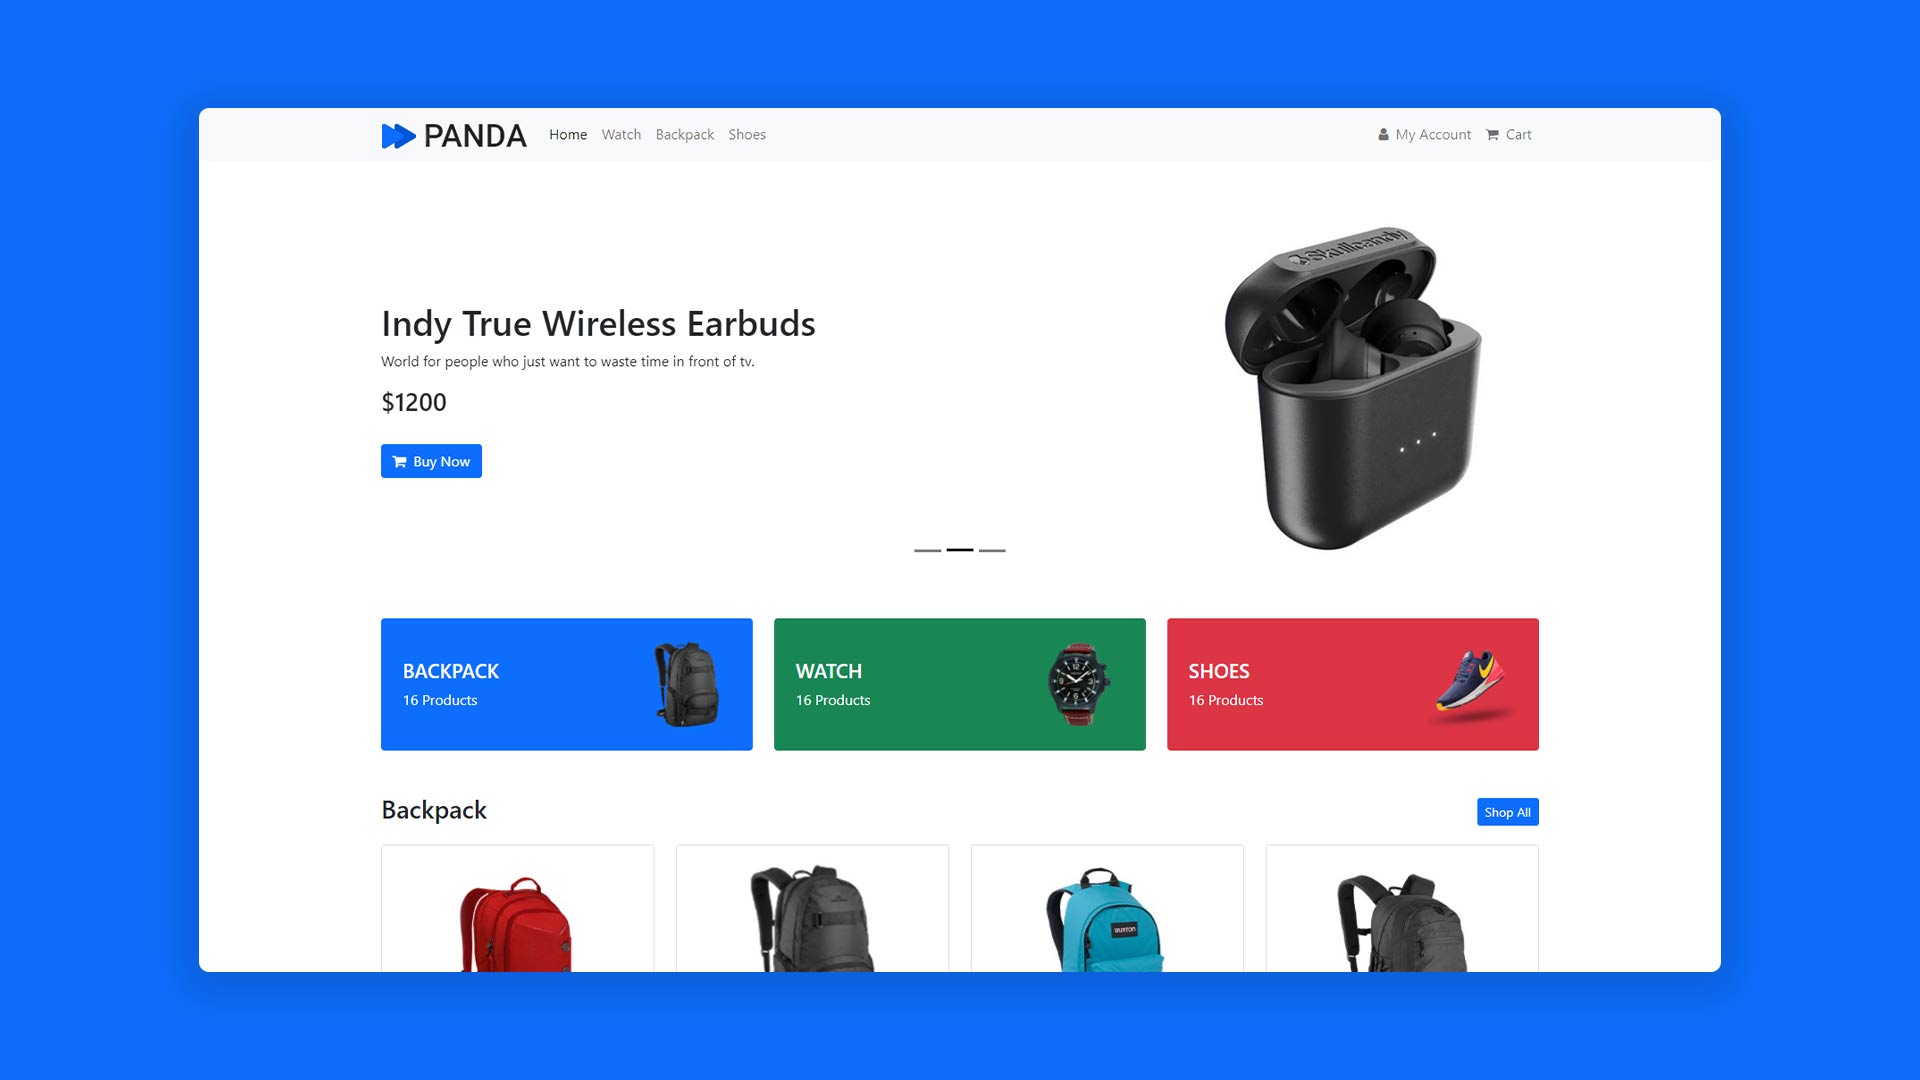 PANDA
Home Watch Backpack Shoes
My Account Cart
Skullcandy
Indy True Wireless Earbuds
World for people who just want to waste time in front of tv.
$1200
Buy Now
BACKPACK
16 Products
WATCH
16 Products
SHOES
16 Products
Backpack
Shop All
BURTON